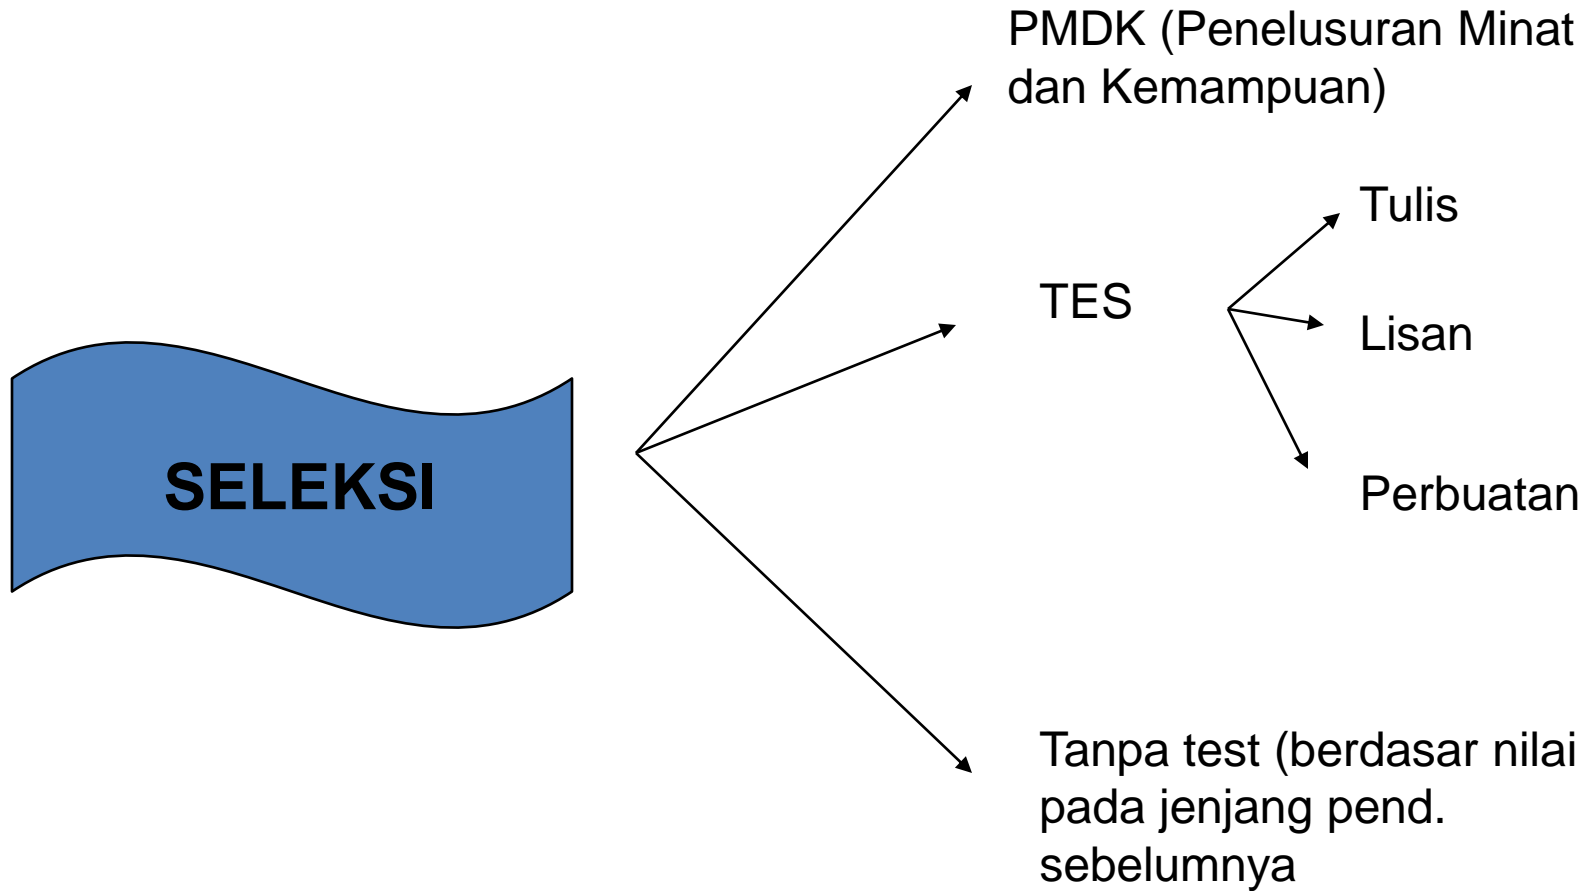 PMDK (Penelusuran Minat
dan Kemampuan)
Tulis
TES
Lisan
SELEKSI
Perbuatan
Tanpa test (berdasar nilai
pada jenjang pend.
sebelumnya